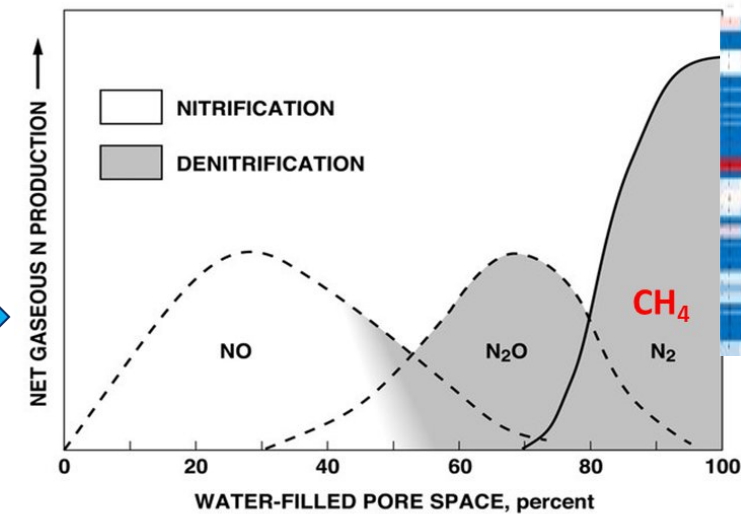 NET GASEOUS N PRODUCTION
NITRIFICATION
DENITRIFICATION
NO
N₂O
CH₄
N₂
0 20 40 60 80 100
WATER-FILLED PORE SPACE, percent